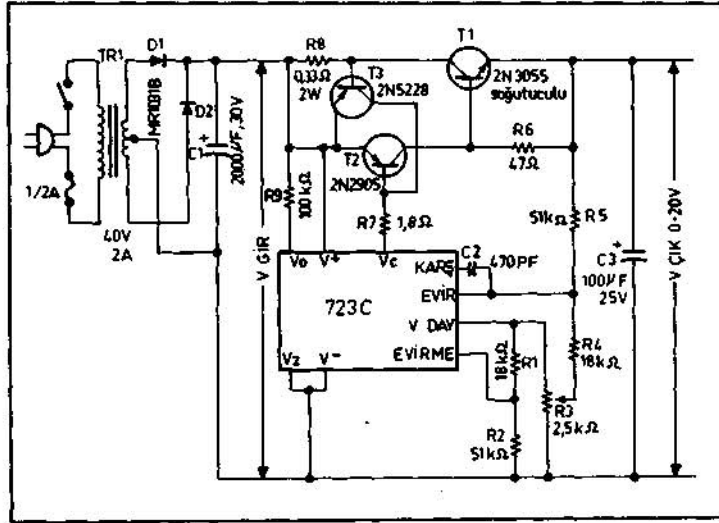 TR1
D1
MR1031B
D2
C1
2000µF,30V
1/2A
40V
2A
V GİR
R8
0,33Ω
2W
T3
2N5228
T1
2N3055
soğutuculu
T2
2N2905
R6
47Ω
R9
100 kΩ
R7
1,8Ω
51kΩ
R5
C3
100µF
25V
V ÇIK 0-20V
Vo
V+
Vc
KARŞ
C2
470PF
723C
EVİR
V DAY
EVİRME
Vz
V-
18kΩ
R1
R2
51kΩ
R3
2,5kΩ
R4
18kΩ